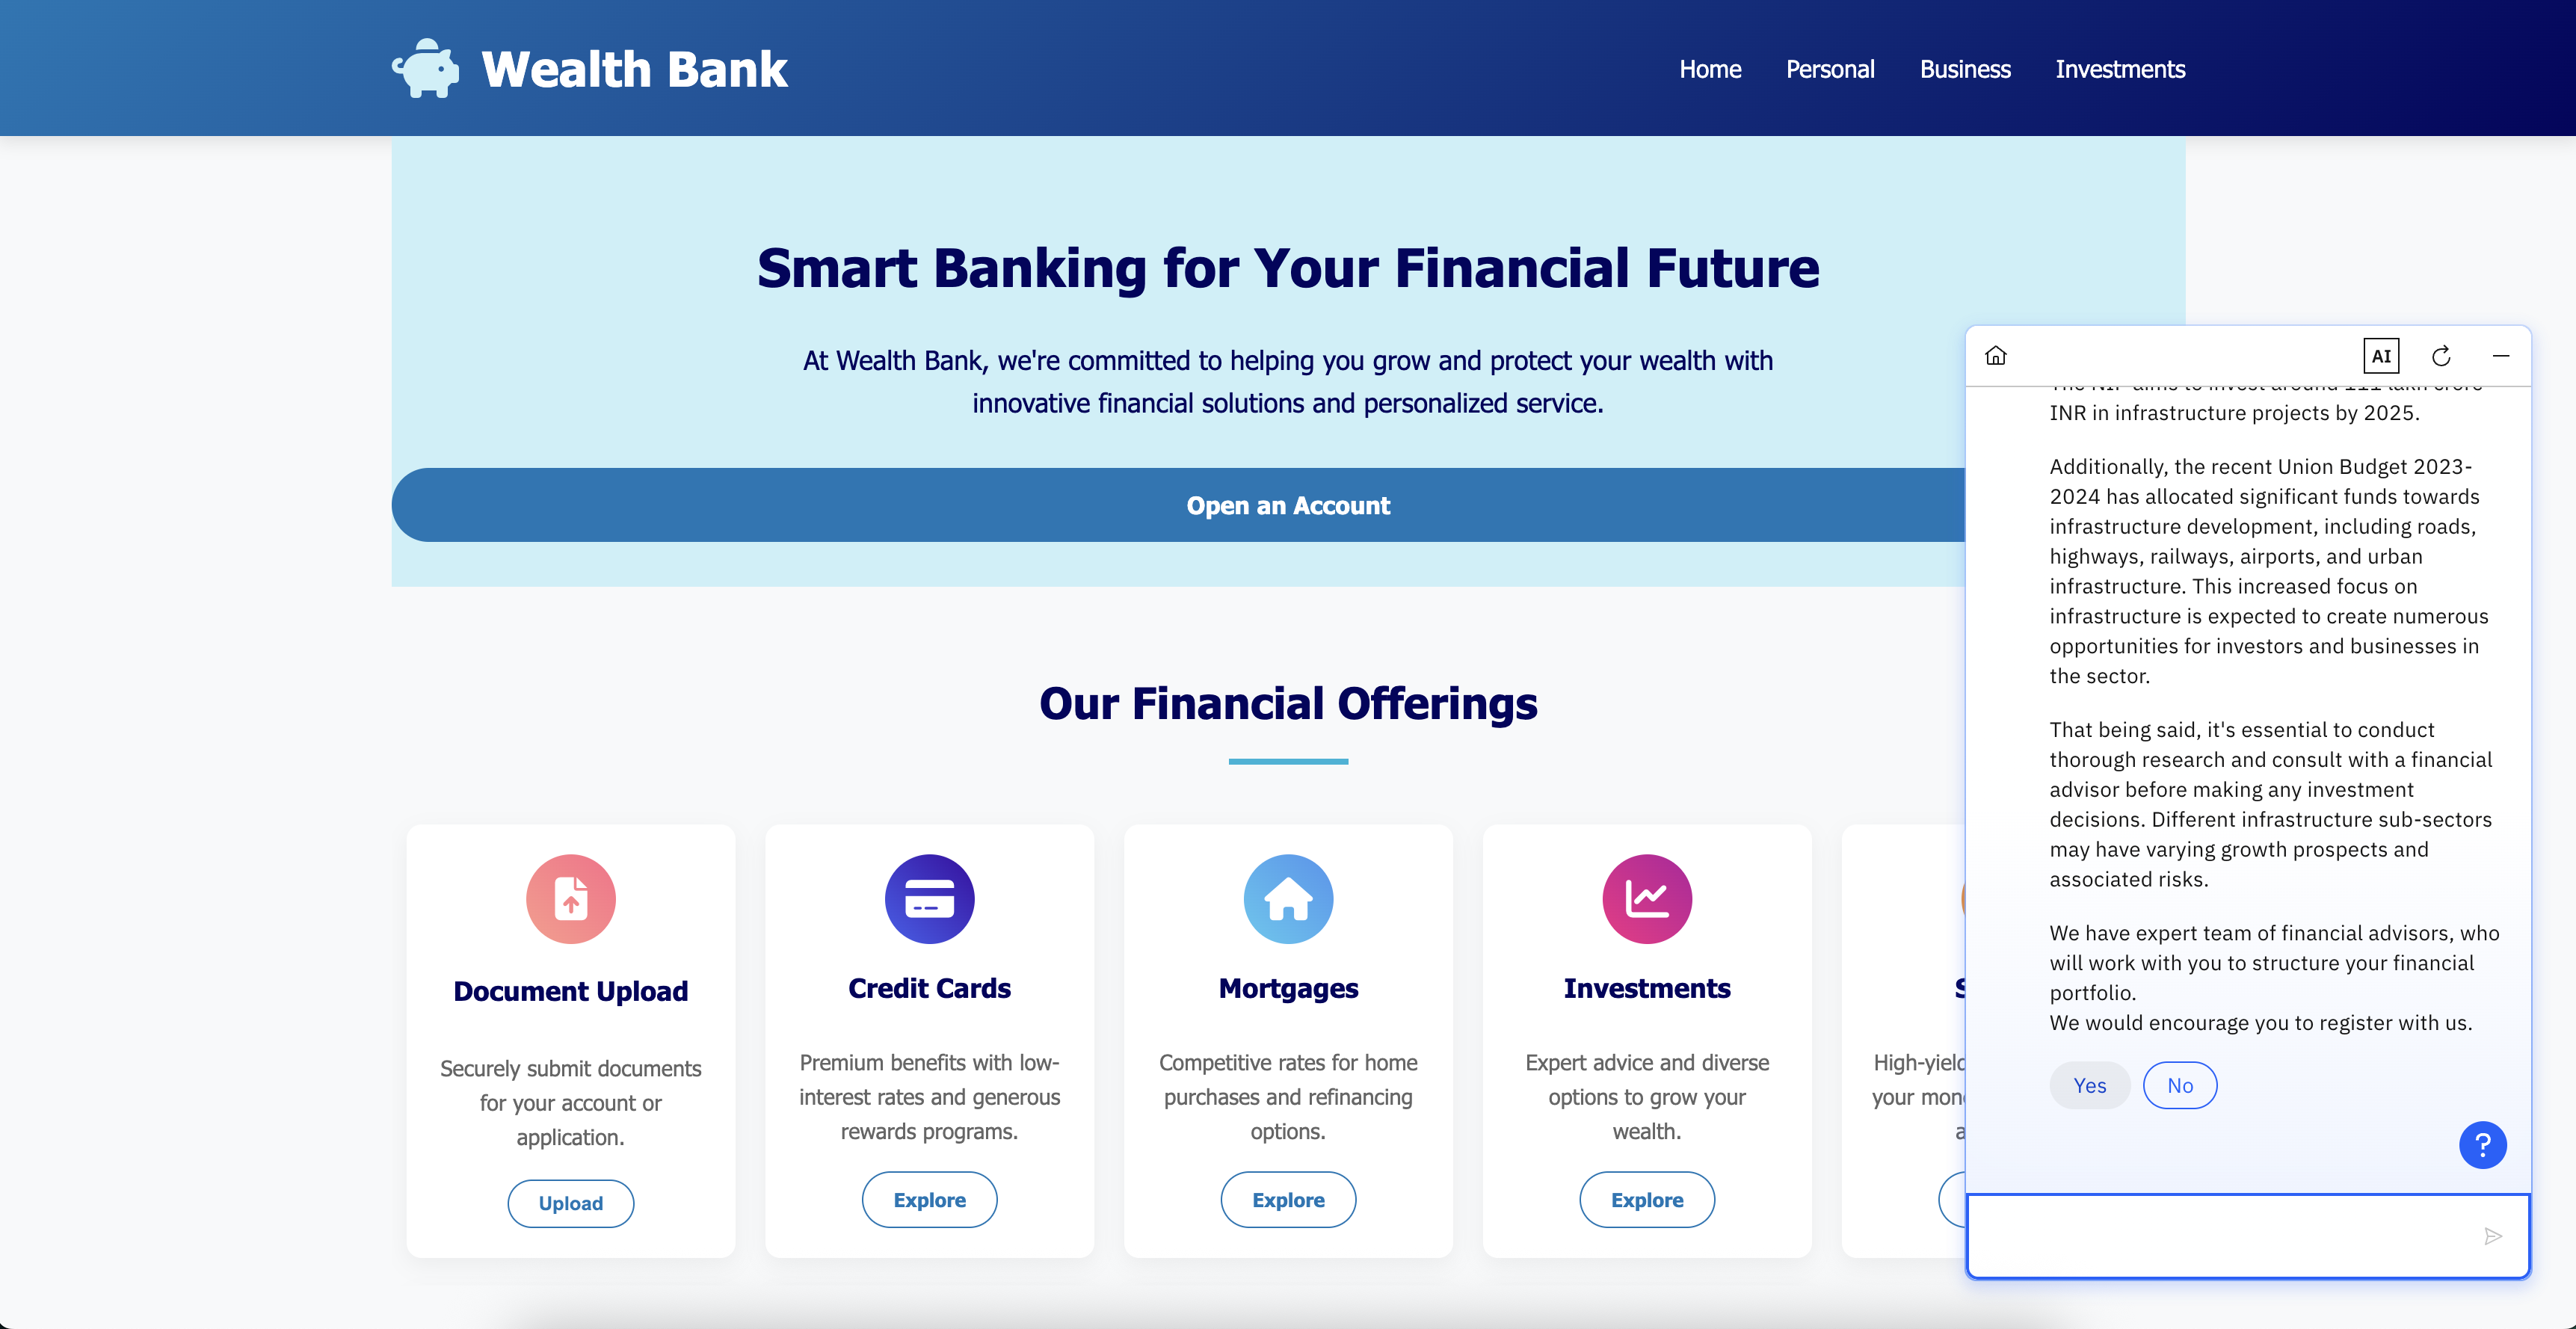 Wealth Bank
Home
Personal
Business
Investments
Smart Banking for Your Financial Future
At Wealth Bank, we're committed to helping you grow and protect your wealth with
innovative financial solutions and personalized service.
Open an Account
Our Financial Offerings
Document Upload
Securely submit documents
for your account or
application.
Upload
Credit Cards
Premium benefits with low-
interest rates and generous
rewards programs.
Explore
Mortgages
Competitive rates for home
purchases and refinancing
options.
Explore
Investments
Expert advice and diverse
options to grow your
wealth.
Explore
High-yield
your
AI
INR in infrastructure projects by 2025.
Additionally, the recent Union Budget 2023-
2024 has allocated significant funds towards
infrastructure development, including roads,
highways, railways, airports, and urban
infrastructure. This increased focus on
infrastructure is expected to create numerous
opportunities for investors and businesses in
the sector.
That being said, it's essential to conduct
thorough research and consult with a financial
advisor before making any investment
decisions. Different infrastructure sub-sectors
may have varying growth prospects and
associated risks.
We have expert team of financial advisors, who
will work with you to structure your financial
portfolio.
We would encourage you to register with us.
Yes
No
?